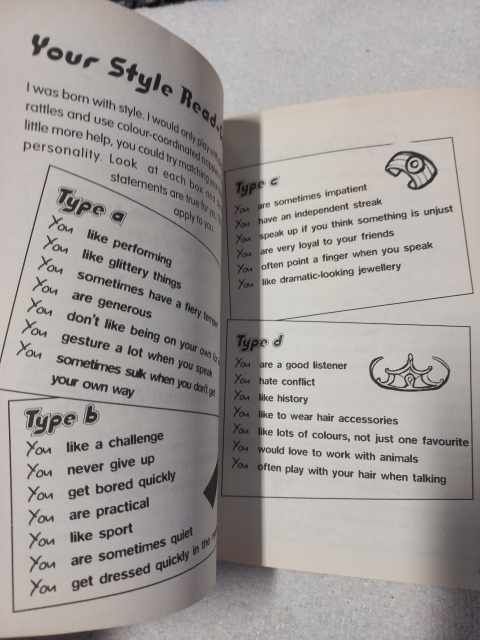 Your Style Read
I was born with style. I would only play with
rattles and use colour-coordinated nappies
little more help, you could try matching your
personality. Look at each box and
statements are true for you
apply to you.
Type a
You like performing
You like glittery things
You sometimes have a fiery temper
You are generous
You don't like being on your own for
You gesture a lot when you speak
You sometimes sulk when you don't get
your own way
Type b
You like a challenge
You never give up
You get bored quickly
You are practical
You like sport
You are sometimes quiet
You get dressed quickly in the
Type c
You are sometimes impatient
You have an independent streak
You speak up if you think something is unjust
You are very loyal to your friends
You often point a finger when you speak
You like dramatic-looking jewellery
Type d
You are a good listener
You hate conflict
You like history
You like to wear hair accessories
You like lots of colours, not just one favourite
You would love to work with animals
You often play with your hair when talking